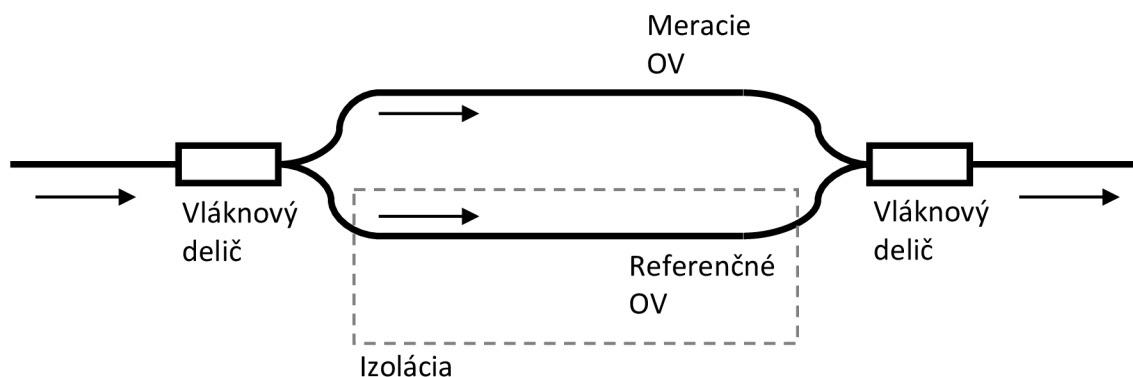 Meracie
OV
Vláknový
delič
Vláknový
delič
Referenčné
OV
Izolácia